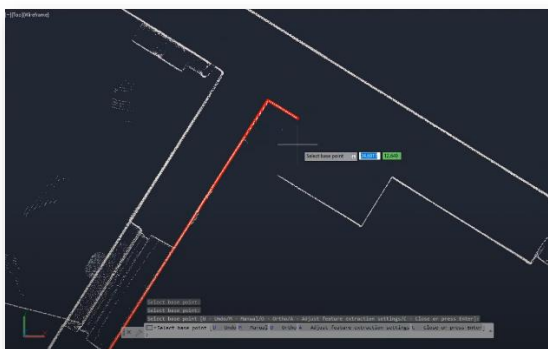 [-][Top][Wireframe]
Select base point
Select base point:
Select base point:
Select base point [U - Undo/M - Manual/O - Ortho/A - Adjust feature extraction settings/C - Close or press Enter]:
Select base point [U - Undo M - Manual O - Ortho A - Adjust feature extraction settings C - Close or press Enter]: